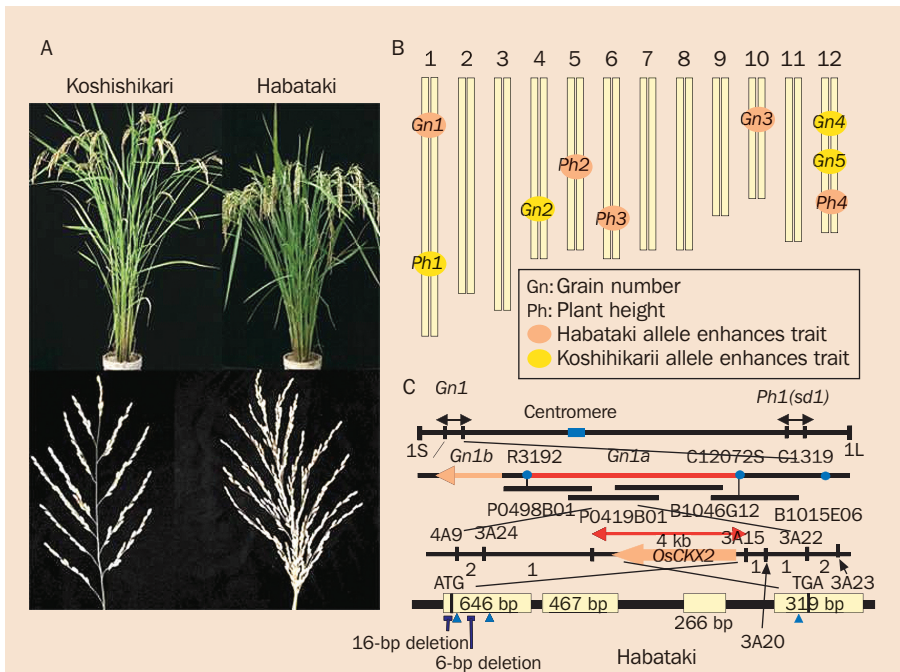 A
Koshishikari
Habataki
B
1 2 3 4 5 6 7 8 9 10 11 12
Gn1
Gn3
Gn4
Gn5
Ph2
Gn2
Ph3
Ph4
Ph1
Gn: Grain number
Ph: Plant height
Habataki allele enhances trait
Koshihikarii allele enhances trait
C
Gn1
Centromere
Ph1(sd1)
1S
1L
Gn1b
R3192
Gn1a
C12072S
C1319
P0498B01
P0419B01
B1046G12
B1015E06
4A9
3A24
4 kb
3A15
3A22
OsCKX2
2
1
1
1
2
ATG
TGA
3A23
646 bp
467 bp
266 bp
319 bp
3A20
16-bp deletion
6-bp deletion
Habataki